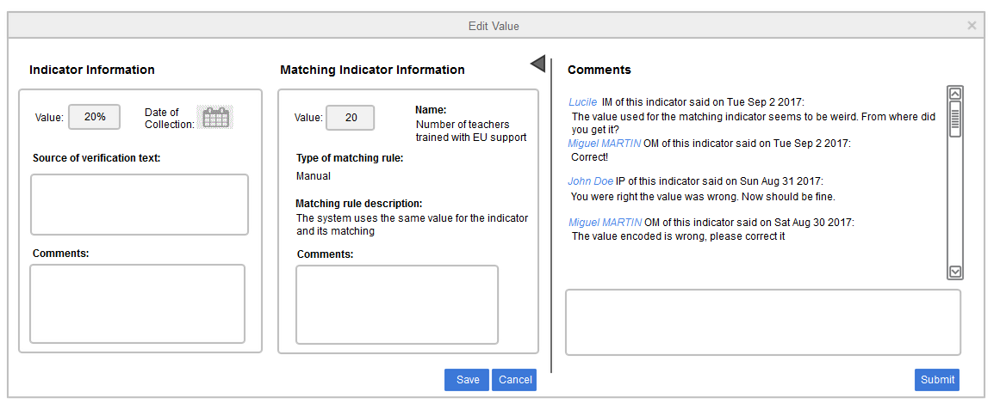 Edit Value
Indicator Information
Value: 20%
Date of
Collection:
Source of verification text:
Comments:
Matching Indicator Information
Value: 20
Name:
Number of teachers
trained with EU support
Type of matching rule:
Manual
Matching rule description:
The system uses the same value for the indicator
and its matching
Comments:
Save Cancel
Comments
Lucile IM of this indicator said on Tue Sep 2 2017:
The value used for the matching indicator seems to be weird. From where did
you get it?
Miguel MARTIN OM of this indicator said on Tue Sep 2 2017:
Correct!
John Doe IP of this indicator said on Sun Aug 31 2017:
You were right the value was wrong. Now should be fine.
Miguel MARTIN OM of this indicator said on Sat Aug 30 2017:
The value encoded is wrong, please correct it
Submit